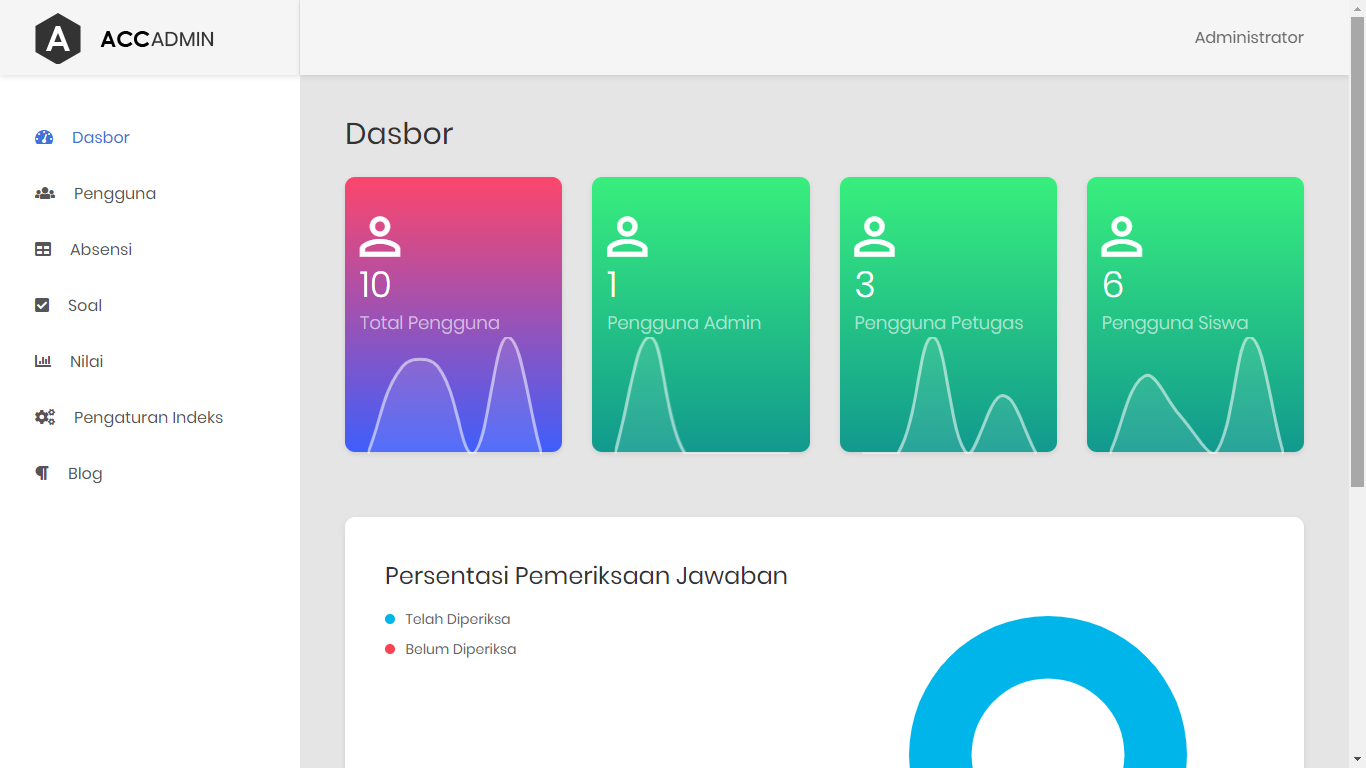 A ACCADMIN
Administrator
Dasbor
Pengguna
Absensi
Soal
Nilai
Pengaturan Indeks
Blog
Dasbor
10
Total Pengguna
1
Pengguna Admin
3
Pengguna Petugas
6
Pengguna Siswa
Persentasi Pemeriksaan Jawaban
Telah Diperiksa
Belum Diperiksa